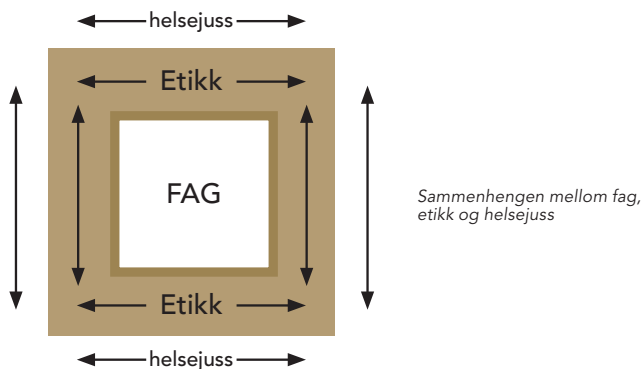 helsejuss
Etikk
FAG
Sammenhengen mellom fag,
etikk og helsejuss
Etikk
helsejuss